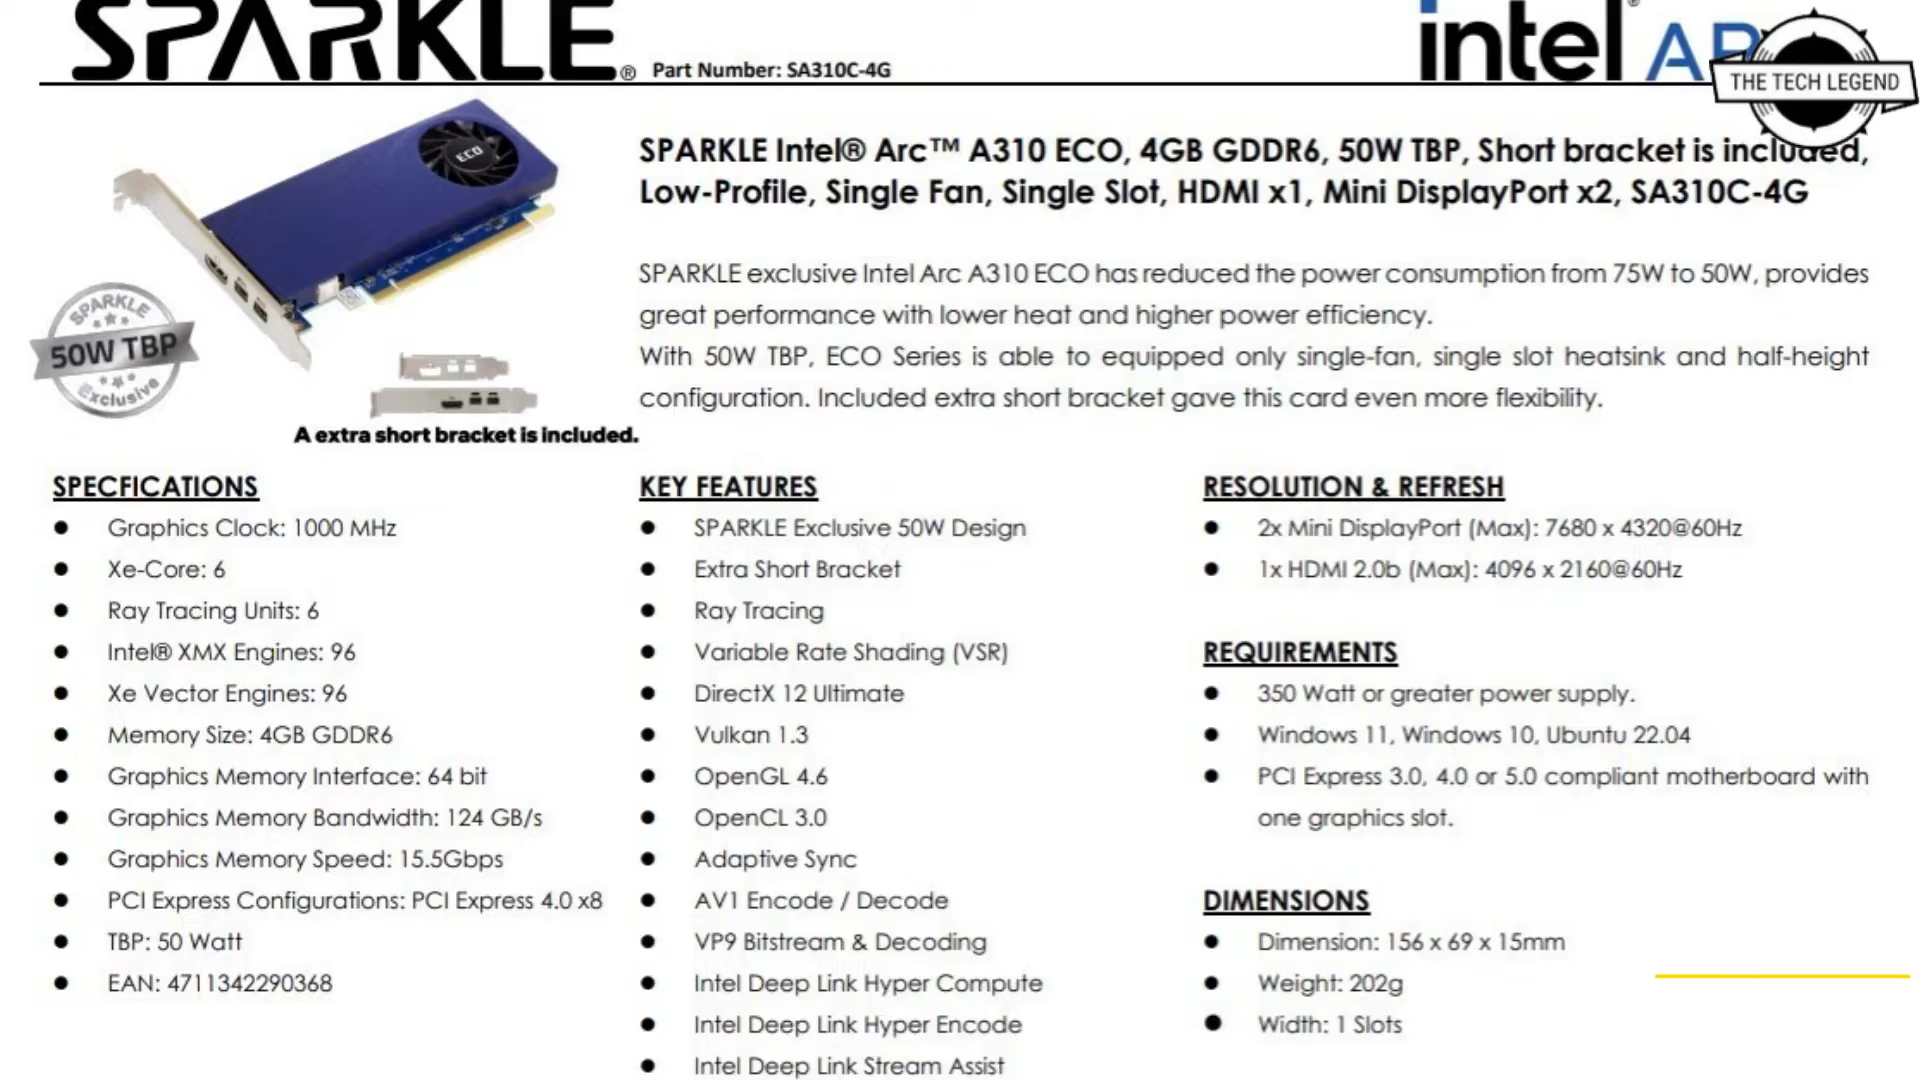 SPARKLE® Part Number: SA310C-4G
intel®
THE TECH LEGEND
ECO
SPARKLE
50W TBP
Exclusive
A extra short bracket is included.
SPARKLE Intel® Arc™ A310 ECO, 4GB GDDR6, 50W TBP, Short bracket is included,
Low-Profile, Single Fan, Single Slot, HDMI x1, Mini DisplayPort x2, SA310C-4G
SPARKLE exclusive Intel Arc A310 ECO has reduced the power consumption from 75W to 50W, provides
great performance with lower heat and higher power efficiency.
With 50W TBP, ECO Series is able to equipped only single-fan, single slot heatsink and half-height
configuration. Included extra short bracket gave this card even more flexibility.
SPECFICATIONS
Graphics Clock: 1000 MHz
Xe-Core: 6
Ray Tracing Units: 6
Intel® XMX Engines: 96
Xe Vector Engines: 96
Memory Size: 4GB GDDR6
Graphics Memory Interface: 64 bit
Graphics Memory Bandwidth: 124 GB/s
Graphics Memory Speed: 15.5Gbps
PCI Express Configurations: PCI Express 4.0 x8
TBP: 50 Watt
EAN: 4711342290368
KEY FEATURES
SPARKLE Exclusive 50W Design
Extra Short Bracket
Ray Tracing
Variable Rate Shading (VSR)
DirectX 12 Ultimate
Vulkan 1.3
OpenGL 4.6
OpenCL 3.0
Adaptive Sync
AV1 Encode / Decode
VP9 Bitstream & Decoding
Intel Deep Link Hyper Compute
Intel Deep Link Hyper Encode
Intel Deep Link Stream Assist
RESOLUTION & REFRESH
2x Mini DisplayPort (Max): 7680 x 4320@60Hz
1x HDMI 2.0b (Max): 4096 x 2160@60Hz
REQUIREMENTS
350 Watt or greater power supply.
Windows 11, Windows 10, Ubuntu 22.04
PCI Express 3.0, 4.0 or 5.0 compliant motherboard with
one graphics slot.
DIMENSIONS
Dimension: 156 x 69 x 15mm
Weight: 202g
Width: 1 Slots